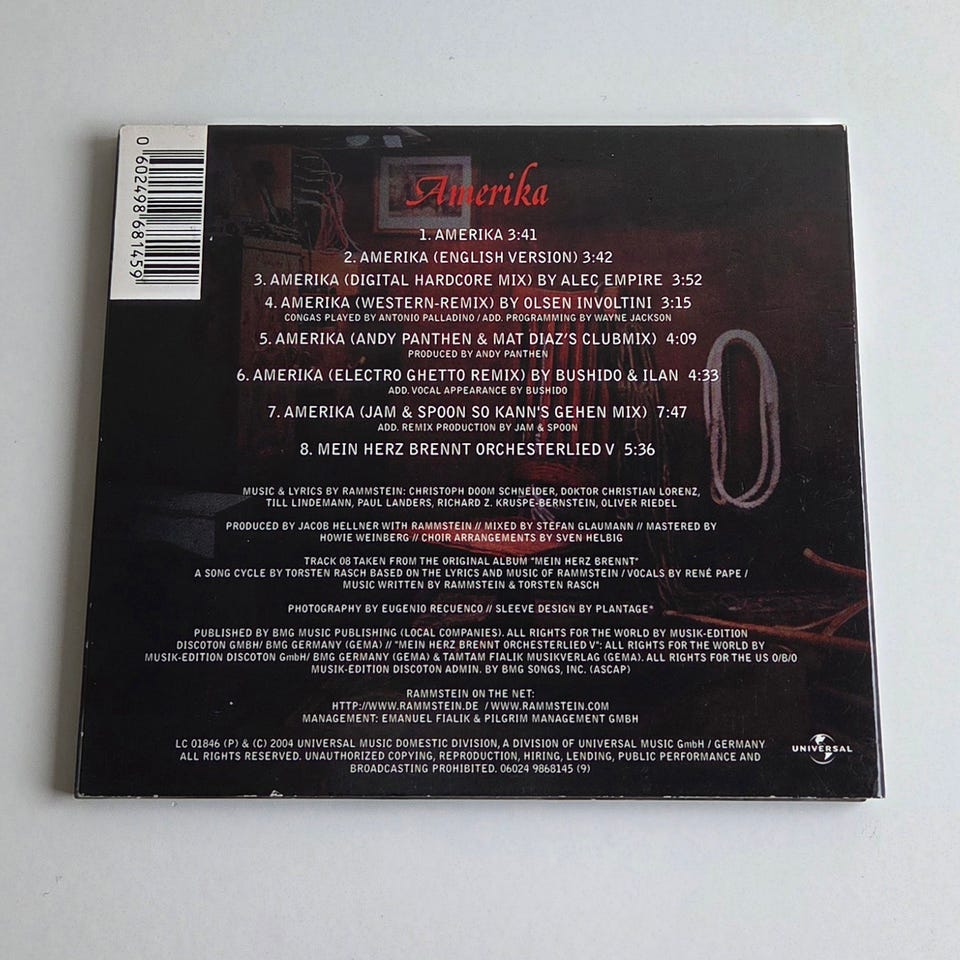 0 602498 681459
Amerika
1. AMERIKA 3:41
2. AMERIKA (ENGLISH VERSION) 3:42
3. AMERIKA (DIGITAL HARDCORE MIX) BY ALEC EMPIRE 3:52
4. AMERIKA (WESTERN-REMIX) BY OLSEN INVOLTINI 3:15
CONGAS PLAYED BY ANTONIO PALLADINO / ADD. PROGRAMMING BY WAYNE JACKSON
5. AMERIKA (ANDY PANTHEN & MAT DIAZ'S CLUBMIX) 4:09
PRODUCED BY ANDY PANTHEN
6. AMERIKA (ELECTRO GHETTO REMIX) BY BUSHIDO & ILAN 4:33
ADD. VOCAL APPEARANCE BY BUSHIDO
7. AMERIKA (JAM & SPOON SO KANN'S GEHEN MIX) 7:47
ADD. REMIX PRODUCTION BY JAM & SPOON
8. MEIN HERZ BRENNT ORCHESTERLIED V 5:36
MUSIC & LYRICS BY RAMMSTEIN: CHRISTOPH DOOM SCHNEIDER, DOKTOR CHRISTIAN LORENZ,
TILL LINDEMANN, PAUL LANDERS, RICHARD Z. KRUSPE-BERNSTEIN, OLIVER RIEDEL
PRODUCED BY JACOB HELLNER WITH RAMMSTEIN // MIXED BY STEFAN GLAUMANN // MASTERED BY
HOWIE WEINBERG // CHOIR ARRANGEMENTS BY SVEN HELBIG
TRACK 08 TAKEN FROM THE ORIGINAL ALBUM "MEIN HERZ BRENNT"
A SONG CYCLE BY TORSTEN RASCH BASED ON THE LYRICS AND MUSIC OF RAMMSTEIN / VOCALS BY RENÉ PAPE /
MUSIC WRITTEN BY RAMMSTEIN & TORSTEN RASCH
PHOTOGRAPHY BY EUGENIO RECUENCO // SLEEVE DESIGN BY PLANTAGE*
PUBLISHED BY BMG MUSIC PUBLISHING (LOCAL COMPANIES). ALL RIGHTS FOR THE WORLD BY MUSIK-EDITION
DISCOTON GMBH/ BMG GERMANY (GEMA) // "MEIN HERZ BRENNT ORCHESTERLIED V": ALL RIGHTS FOR THE WORLD BY
MUSIK-EDITION DISCOTON GmbH/ BMG GERMANY (GEMA) & TAMTAM FIALIK MUSIKVERLAG (GEMA). ALL RIGHTS FOR THE US O/B/O
MUSIK-EDITION DISCOTON ADMIN. BY BMG SONGS, INC. (ASCAP)
RAMMSTEIN ON THE NET:
HTTP://WWW.RAMMSTEIN.DE / WWW.RAMMSTEIN.COM
MANAGEMENT: EMANUEL FIALIK & PILGRIM MANAGEMENT GMBH
LC 01846 (P) & (C) 2004 UNIVERSAL MUSIC DOMESTIC DIVISION, A DIVISION OF UNIVERSAL MUSIC GmbH / GERMANY
ALL RIGHTS RESERVED. UNAUTHORIZED COPYING, REPRODUCTION, HIRING, LENDING, PUBLIC PERFORMANCE AND
BROADCASTING PROHIBITED. 06024 9868145 (9)
UNIVERSAL